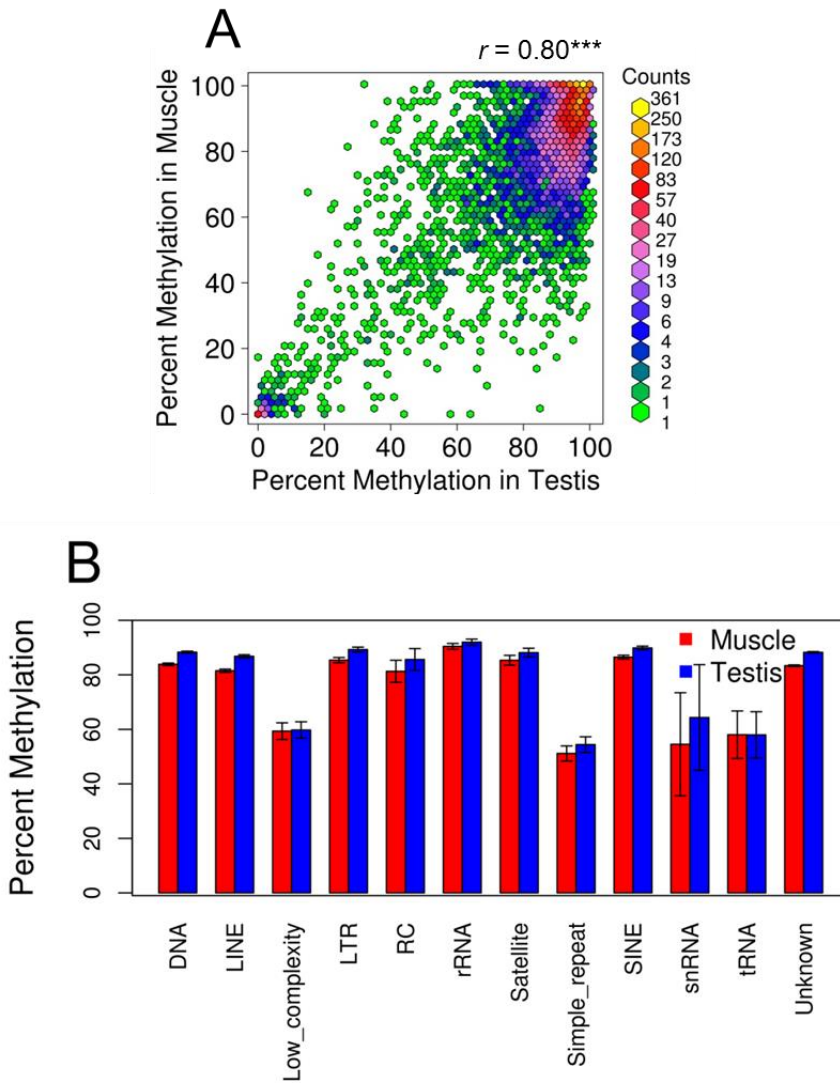 A
r = 0.80***
Percent Methylation in Muscle
100
80
60
40
20
0
0 20 40 60 80 100
Percent Methylation in Testis
Counts
361
250
173
120
83
57
40
27
19
13
9
6
4
3
2
1
1
B
Percent Methylation
100
80
60
40
20
0
Muscle
Testis
DNA
LINE
Low_complexity
LTR
RC
rRNA
Satellite
Simple_repeat
SINE
snRNA
tRNA
Unknown